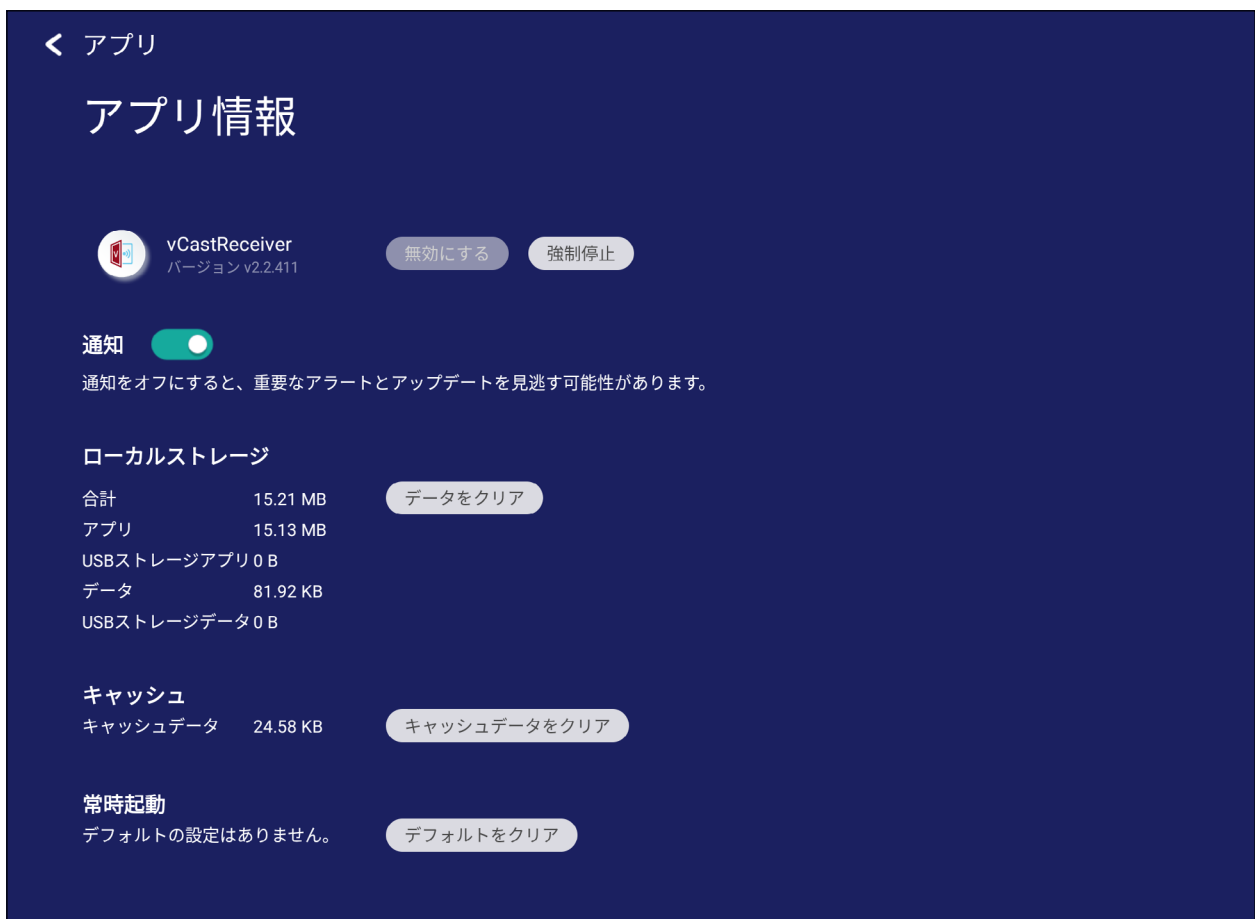 アプリ
アプリ情報
vCastReceiver
バージョン v2.2.411
無効にする
強制停止
通知
通知をオフにすると、重要なアラートとアップデートを見逃す可能性があります。
ローカルストレージ
合計 15.21 MB
データをクリア
アプリ 15.13 MB
USBストレージアプリ 0 B
データ 81.92 KB
USBストレージデータ 0 B
キャッシュ
キャッシュデータ 24.58 KB
キャッシュデータをクリア
常時起動
デフォルトの設定はありません。
デフォルトをクリア